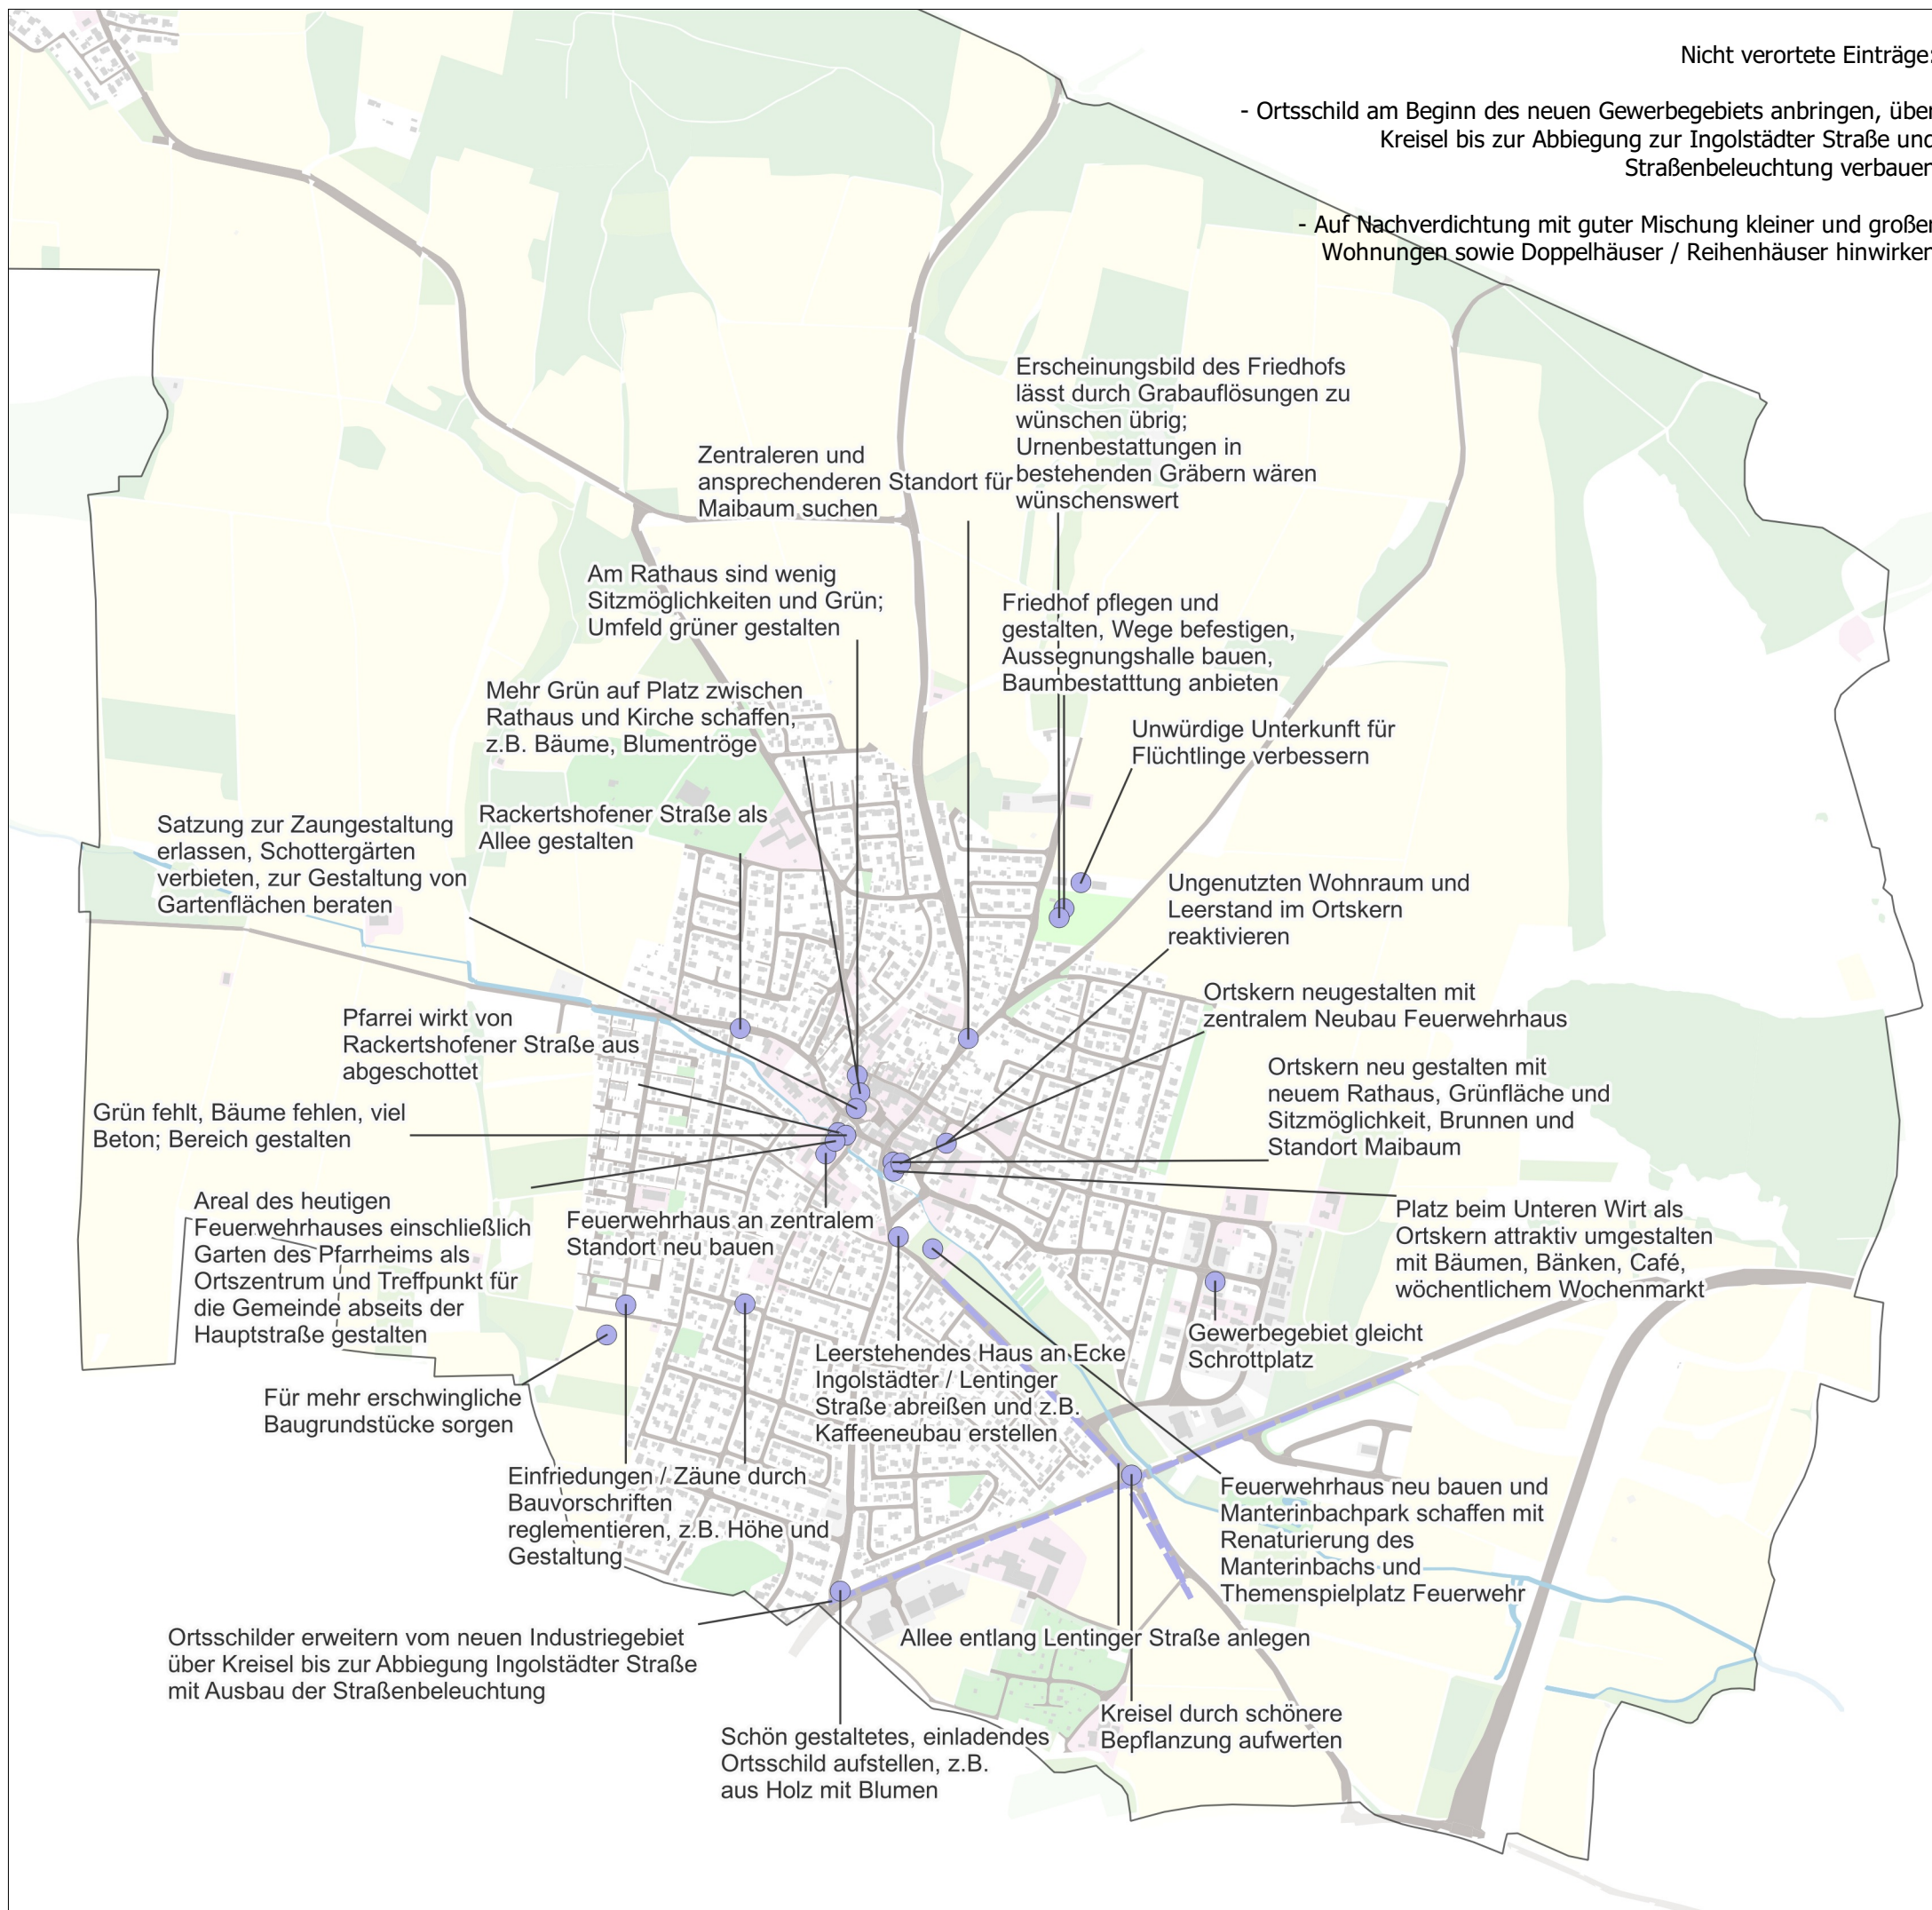 Nicht verortete Einträge:
- Ortsschild am Beginn des neuen Gewerbegebiets anbringen, über
Kreisel bis zur Abbiegung zur Ingolstädter Straße und
Straßenbeleuchtung verbauen
- Auf Nachverdichtung mit guter Mischung kleiner und großer
Wohnungen sowie Doppelhäuser / Reihenhäuser hinwirken
Erscheinungsbild des Friedhofs
lässt durch Grabauflösungen zu
wünschen übrig;
Urnenbestattungen in
bestehenden Gräbern wären
wünschenswert
Zentraleren und
ansprechenderen Standort für
Maibaum suchen
Am Rathaus sind wenig
Sitzmöglichkeiten und Grün;
Umfeld grüner gestalten
Friedhof pflegen und
gestalten, Wege befestigen,
Aussegnungshalle bauen,
Baumbestatttung anbieten
Mehr Grün auf Platz zwischen
Rathaus und Kirche schaffen,
z.B. Bäume, Blumentröge
Unwürdige Unterkunft für
Flüchtlinge verbessern
Rackertshofener Straße als
Allee gestalten
Satzung zur Zaungestaltung
erlassen, Schottergärten
verbieten, zur Gestaltung von
Gartenflächen beraten
Ungenutzten Wohnraum und
Leerstand im Ortskern
reaktivieren
Ortskern neugestalten mit
zentralem Neubau Feuerwehrhaus
Pfarrei wirkt von
Rackertshofener Straße aus
abgeschottet
Ortskern neu gestalten mit
neuem Rathaus, Grünfläche und
Sitzmöglichkeit, Brunnen und
Standort Maibaum
Grün fehlt, Bäume fehlen, viel
Beton; Bereich gestalten
Areal des heutigen
Feuerwehrhauses einschließlich
Garten des Pfarrheims als
Ortszentrum und Treffpunkt für
die Gemeinde abseits der
Hauptstraße gestalten
Feuerwehrhaus an zentralem
Standort neu bauen
Platz beim Unteren Wirt als
Ortskern attraktiv umgestalten
mit Bäumen, Bänken, Café,
wöchentlichem Wochenmarkt
Gewerbegebiet gleicht
Schrottplatz
Leerstehendes Haus an Ecke
Ingolstädter / Lentinger
Straße abreißen und z.B.
Kaffeeneubau erstellen
Für mehr erschwingliche
Baugrundstücke sorgen
Einfriedungen / Zäune durch
Bauvorschriften
reglementieren, z.B. Höhe und
Gestaltung
Feuerwehrhaus neu bauen und
Manterinbachpark schaffen mit
Renaturierung des
Manterinbachs und
Themenspielplatz Feuerwehr
Ortsschilder erweitern vom neuen Industriegebiet
über Kreisel bis zur Abbiegung Ingolstädter Straße
mit Ausbau der Straßenbeleuchtung
Allee entlang Lentinger Straße anlegen
Kreisel durch schönere
Bepflanzung aufwerten
Schön gestaltetes, einladendes
Ortsschild aufstellen, z.B.
aus Holz mit Blumen